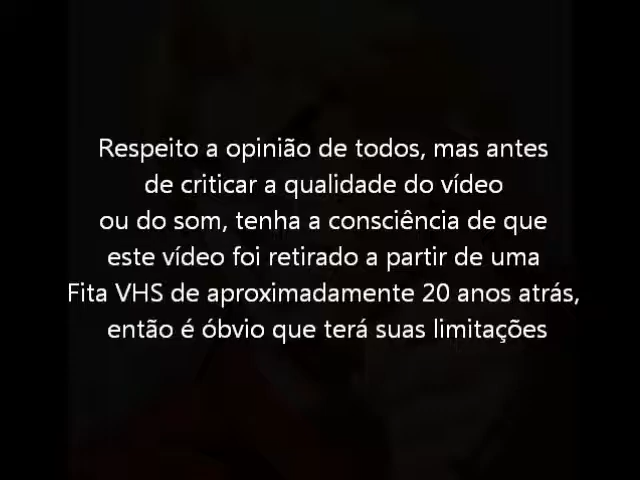 Respeito a opinião de todos, mas antes
de criticar a qualidade do vídeo
ou do som, tenha a consciência de que
este vídeo foi retirado a partir de uma
Fita VHS de aproximadamente 20 anos atrás,
então é óbvio que terá suas limitações